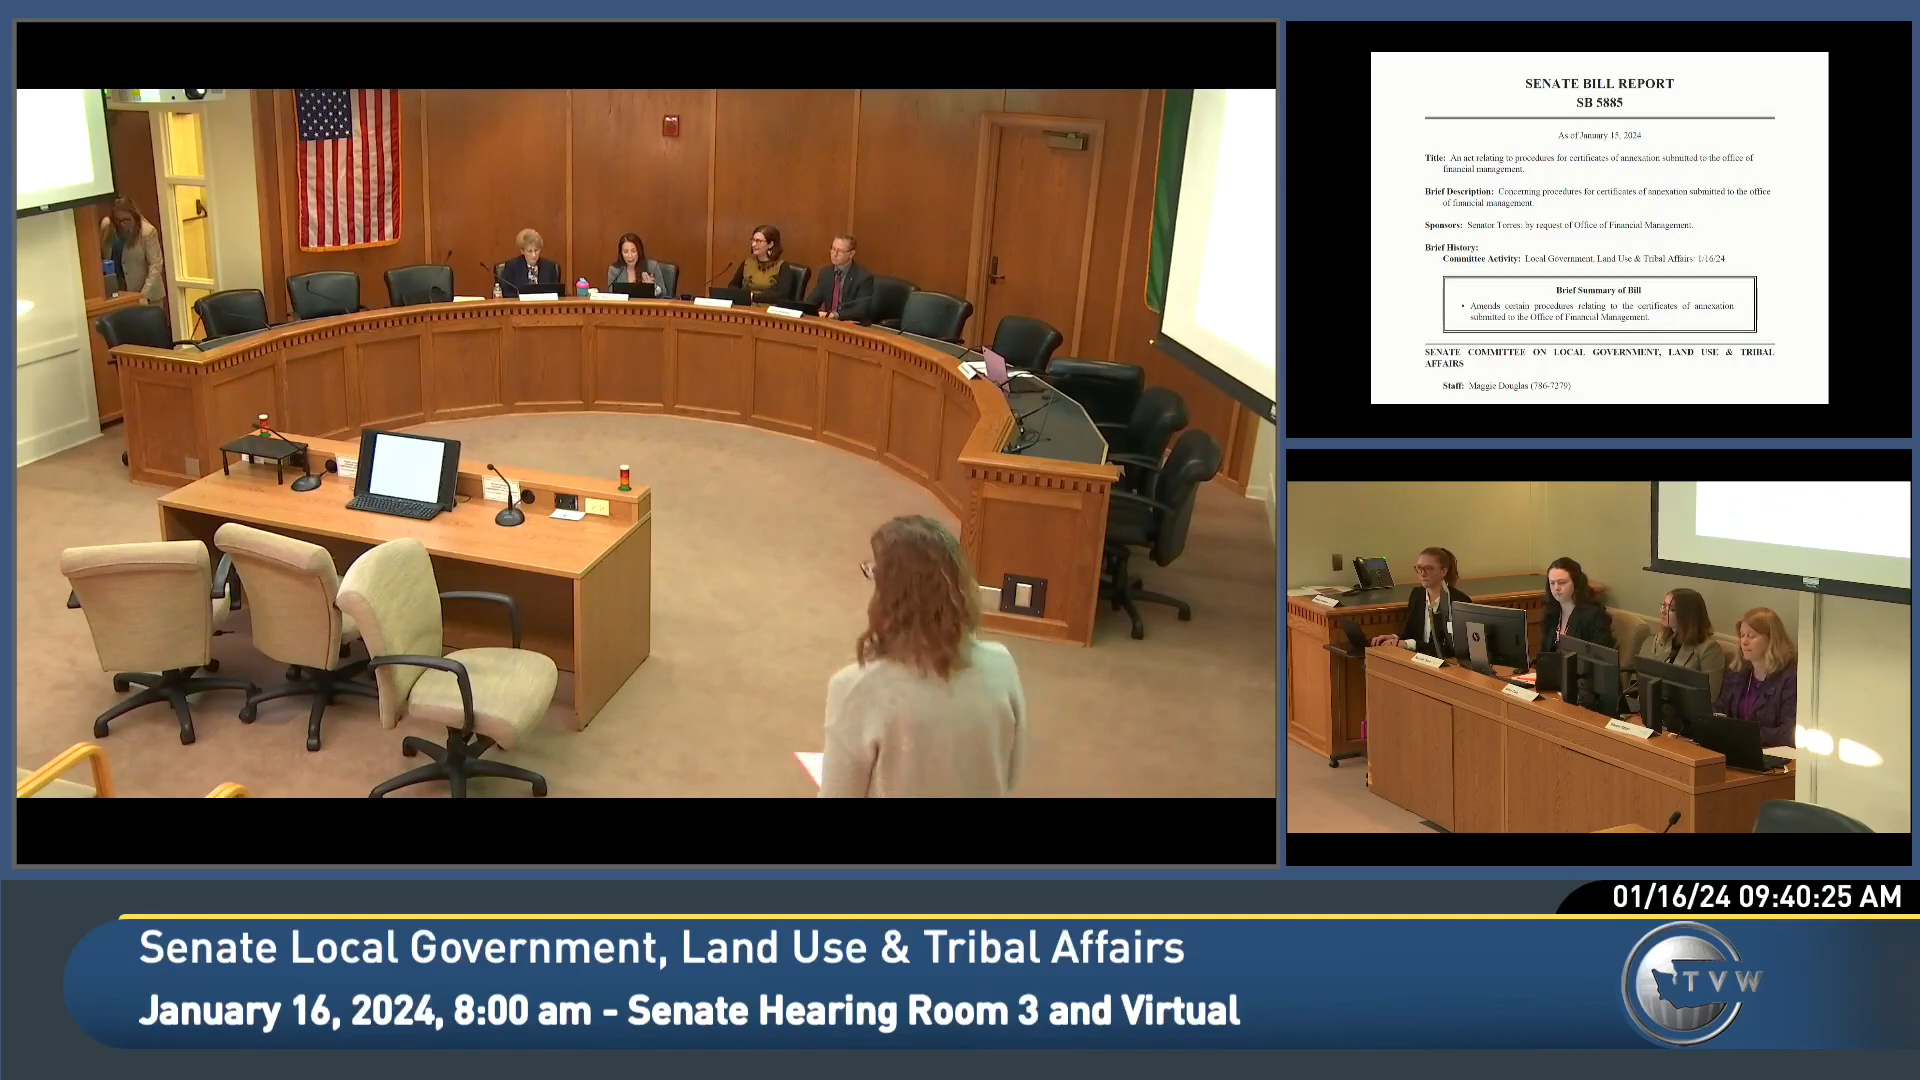 SENATE BILL REPORT
SB 5885
As of January 15, 2024
Title: An act relating to procedures for certificates of annexation submitted to the office of
financial management.
Brief Description: Concerning procedures for certificates of annexation submitted to the office
of financial management.
Sponsors: Senator Torres; by request of Office of Financial Management.
Brief History:
Committee Activity: Local Government, Land Use & Tribal Affairs: 1/16/24
Brief Summary of Bill
• Amends certain procedures relating to the certificates of annexation
submitted to the Office of Financial Management.
SENATE COMMITTEE ON LOCAL GOVERNMENT, LAND USE & TRIBAL
AFFAIRS
Staff: Maggie Douglas (786-7279)
01/16/24 09:40:25 AM
Senate Local Government, Land Use & Tribal Affairs
January 16, 2024, 8:00 am - Senate Hearing Room 3 and Virtual
TVW